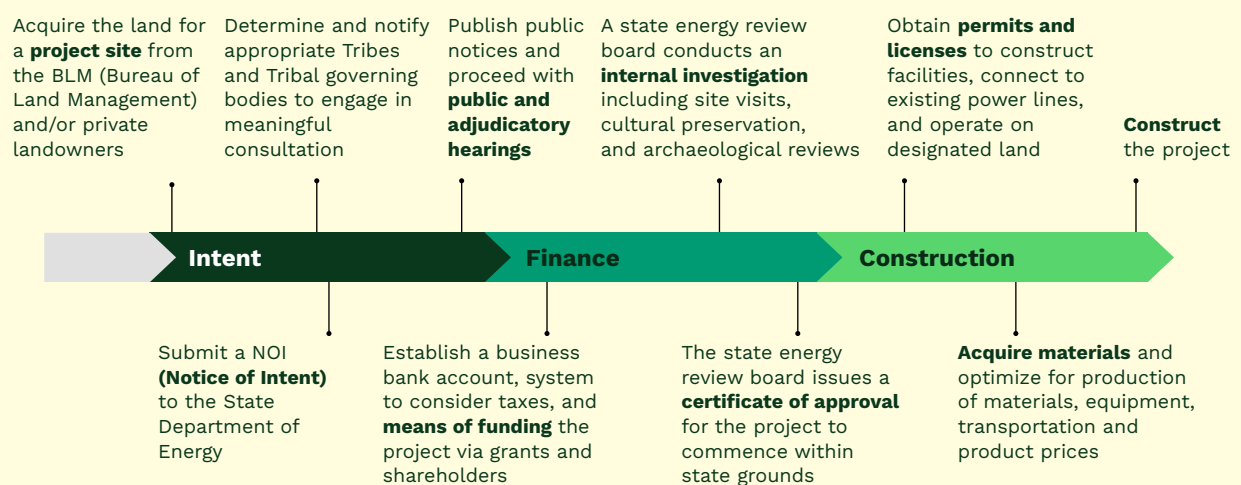 Acquire the land for
a project site from
the BLM (Bureau of
Land Management)
and/or private
landowners
Determine and notify
appropriate Tribes
and Tribal governing
bodies to engage in
meaningful
consultation
Publish public
notices and
proceed with
public and
adjudicatory
hearings
A state energy review
board conducts an
internal investigation
including site visits,
cultural preservation,
and archaeological reviews
Obtain permits and
licenses to construct
facilities, connect to
existing power lines,
and operate on
designated land
Construct
the project
Intent
Finance
Construction
Submit a NOI
(Notice of Intent)
to the State
Department of
Energy
Establish a business
bank account, system
to consider taxes, and
means of funding the
project via grants and
shareholders
The state energy
review board issues a
certificate of approval
for the project to
commence within
state grounds
Acquire materials and
optimize for production
of materials, equipment,
transportation and
product prices